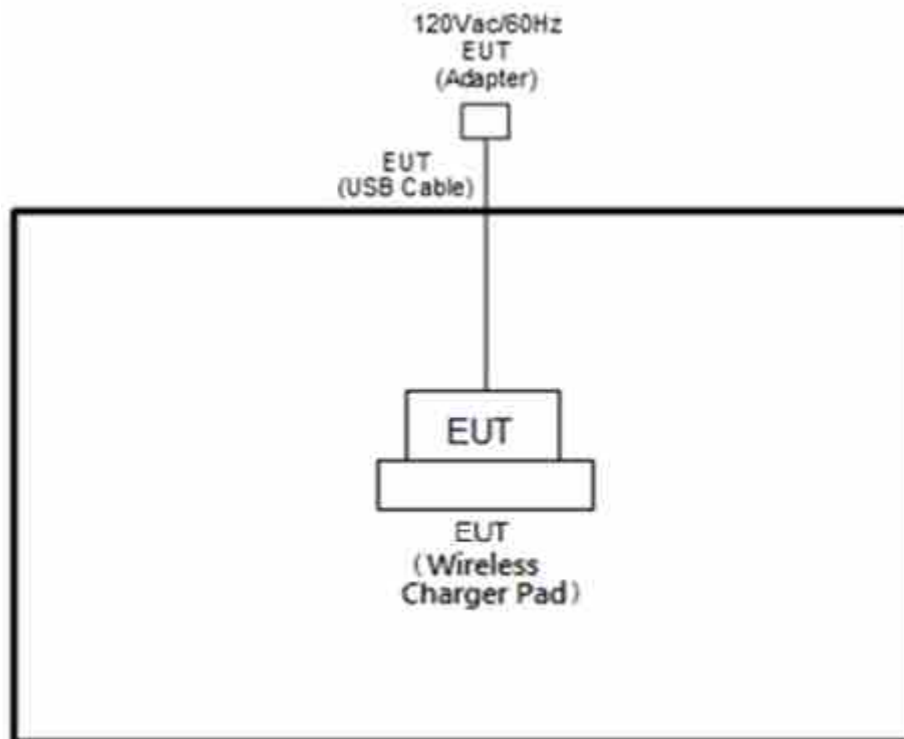 120Vac/60Hz
EUT
(Adapter)
EUT
(USB Cable)
EUT
EUT
(Wireless
Charger Pad)